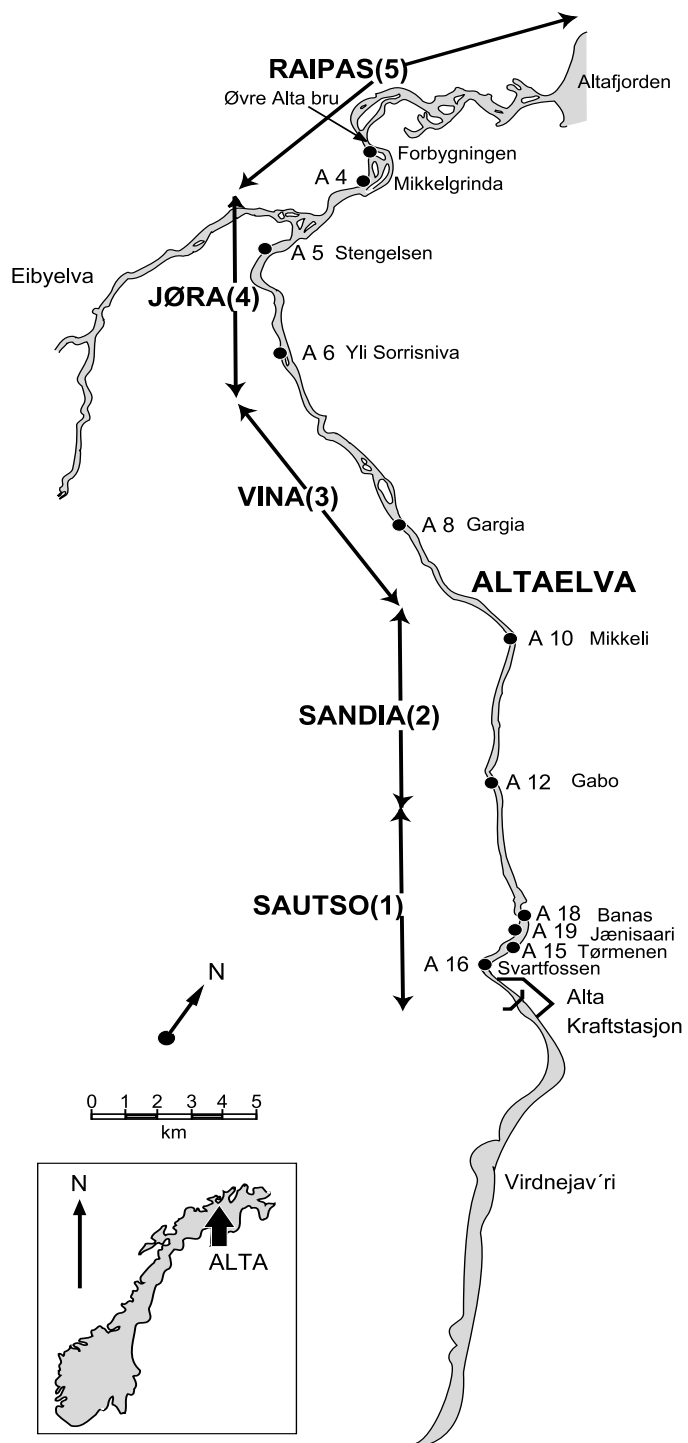 RAIPAS(5)
Altafjorden
Øvre Alta bru
Forbygningen
A 4
Mikkelgrinda
A 5 Stengelsen
Eibyelva
JØRA(4)
A 6 Yli Sorrisniva
VINA(3)
A 8 Gargia
ALTAELVA
A 10 Mikkeli
SANDIA(2)
A 12 Gabo
SAUTSO(1)
A 18 Banas
A 19 Jænisaari
A 15 Tørmenen
A 16
Svartfossen
N
Alta
Kraftstasjon
0 1 2 3 4 5
km
Virdnejav´ri
N
ALTA